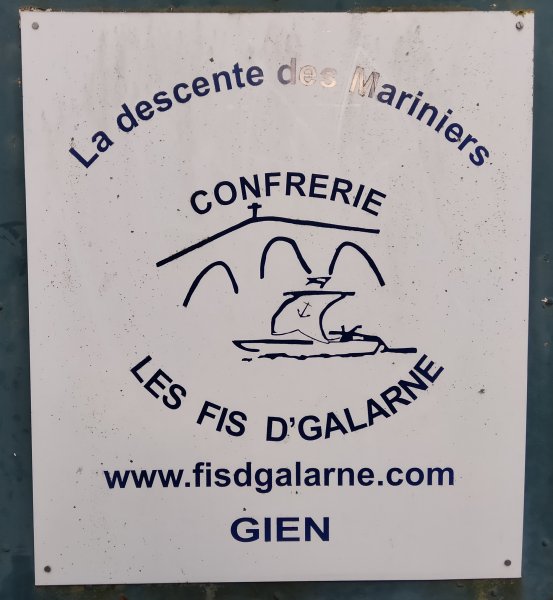 La descente des Mariniers
CONFRERIE
LES FIS D'GALARNE
www.fisdgalarne.com
GIEN